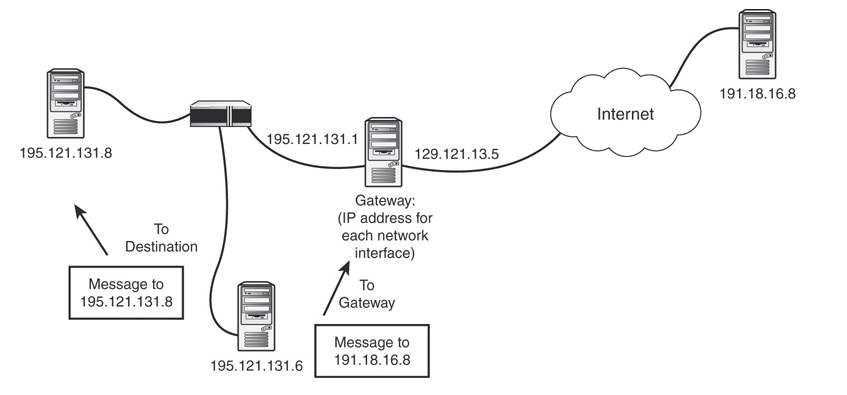 191.18.16.8
Internet
195.121.131.8
195.121.131.1
129.121.13.5
Gateway:
(IP address for
each network
interface)
To
Destination
Message to
195.121.131.8
To
Gateway
Message to
191.18.16.8
195.121.131.6